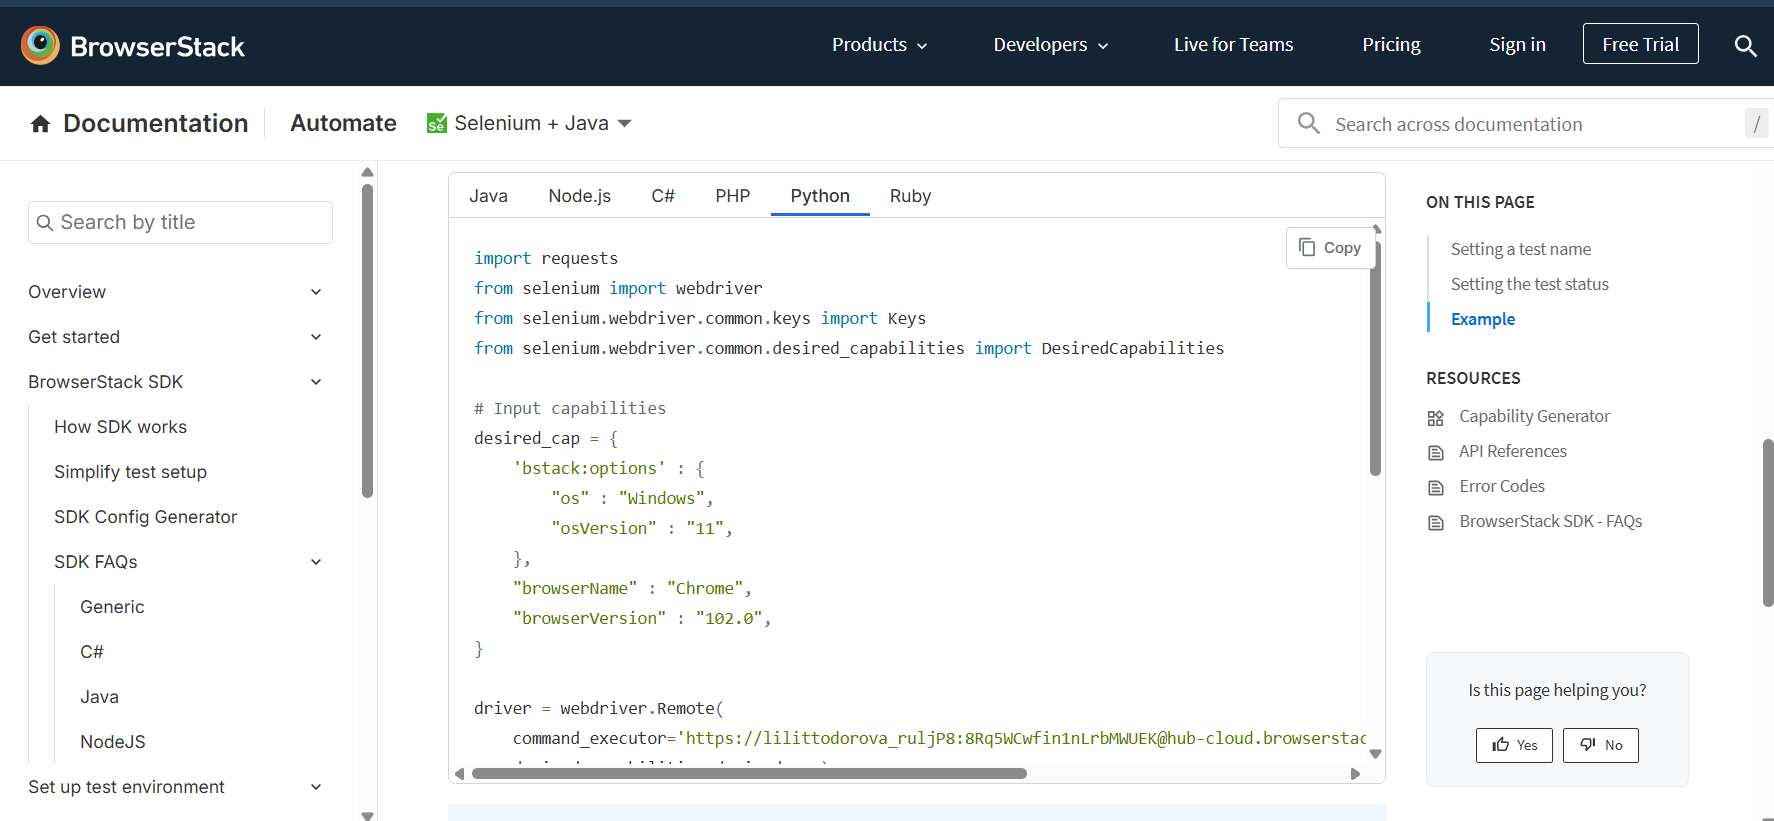 BrowserStack
Products
Developers
Live for Teams
Pricing
Sign in
Free Trial
Documentation
Automate
Se
Selenium + Java
Search across documentation
/
Search by title
Overview
Get started
BrowserStack SDK
How SDK works
Simplify test setup
SDK Config Generator
SDK FAQs
Generic
C#
Java
NodeJS
Set up test environment
Java
Node.js
C#
PHP
Python
Ruby
Copy
import requests
from selenium import webdriver
from selenium.webdriver.common.keys import Keys
from selenium.webdriver.common.desired_capabilities import DesiredCapabilities
# Input capabilities
desired_cap = {
'bstack:options' : {
"os" : "Windows",
"osVersion" : "11",
},
"browserName" : "Chrome",
"browserVersion" : "102.0",
}
driver = webdriver.Remote(
command_executor='https://lilittodorova_ruljP8:8Rq5WCwfin1nLrbMWUEK@hub-cloud.browserstac
ON THIS PAGE
Setting a test name
Setting the test status
Example
RESOURCES
Capability Generator
API References
Error Codes
BrowserStack SDK - FAQs
Is this page helping you?
Yes
No